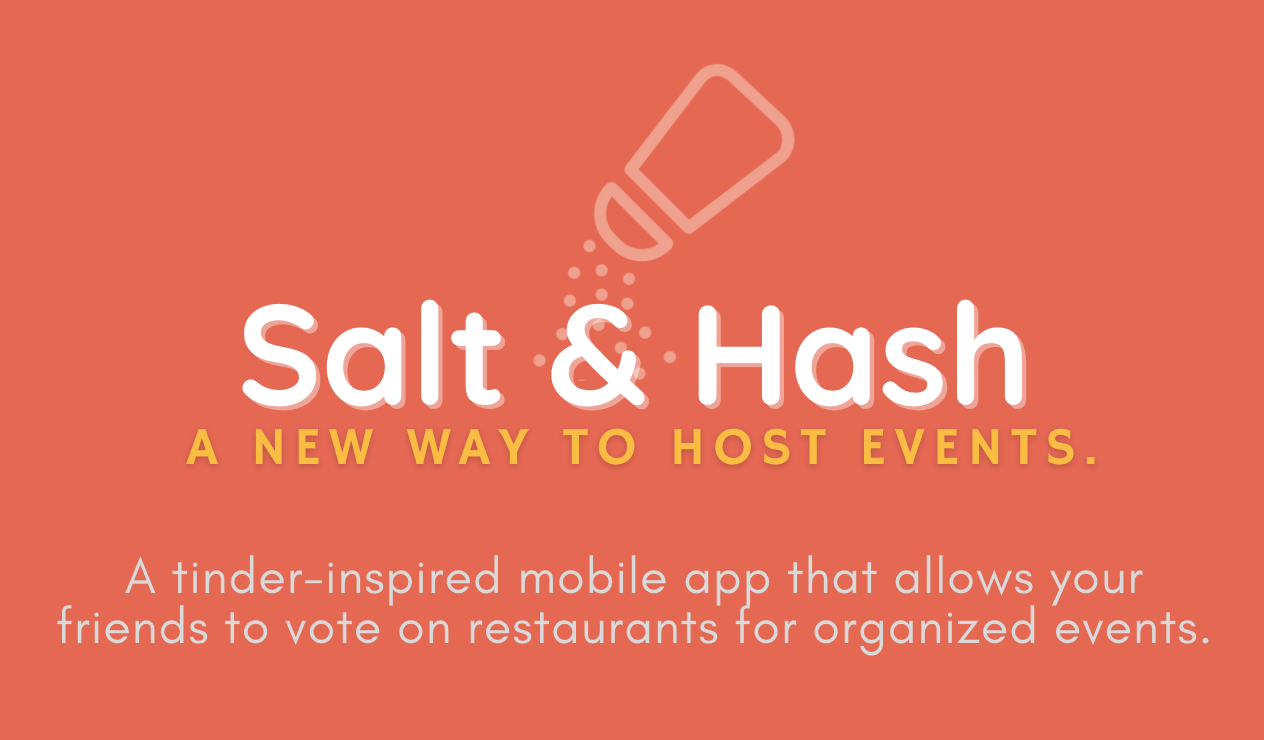 Salt & Hash
A NEW WAY TO HOST EVENTS.
A tinder-inspired mobile app that allows your
friends to vote on restaurants for organized events.